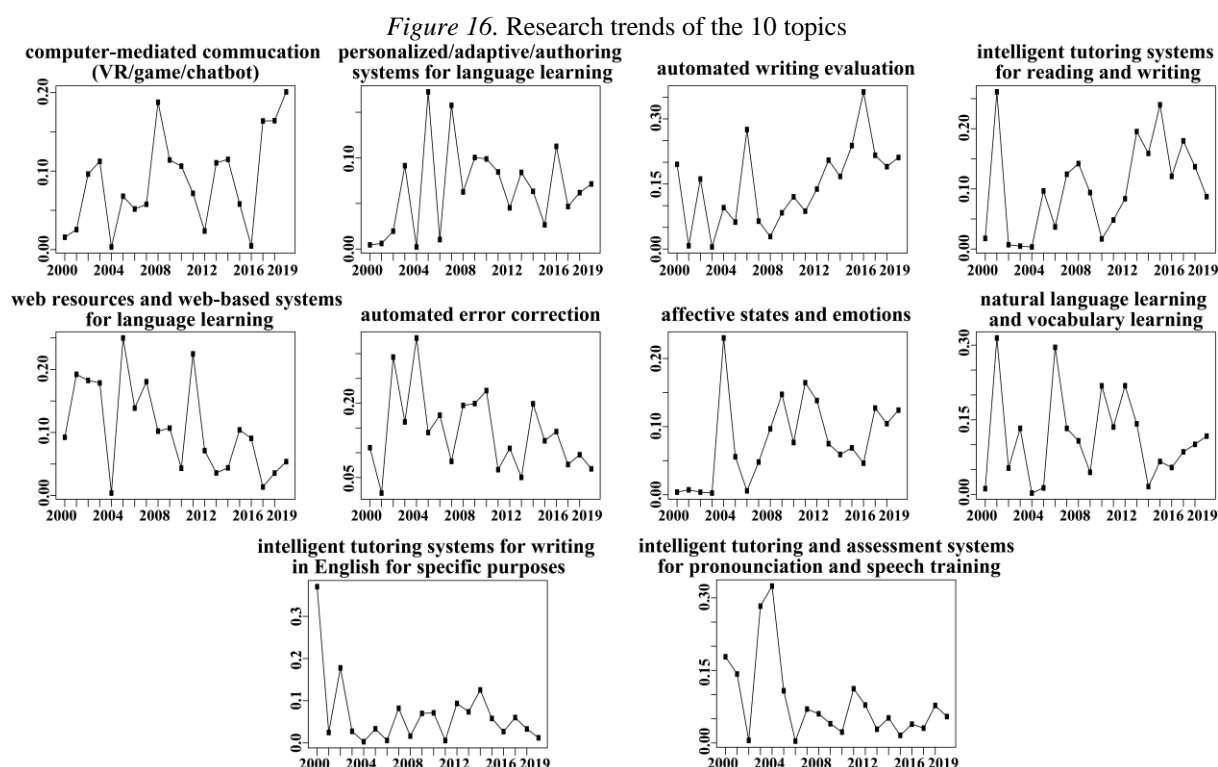 Figure 16. Research trends of the 10 topics
computer-mediated commucation
(VR/game/chatbot)
0.00 0.10 0.20
2000 2004 2008 2012 2016 2019
personalized/adaptive/authoring
systems for language learning
0.00 0.10
2000 2004 2008 2012 2016 2019
automated writing evaluation
0.00 0.15 0.30
2000 2004 2008 2012 2016 2019
intelligent tutoring systems
for reading and writing
0.00 0.10 0.20
2000 2004 2008 2012 2016 2019
web resources and web-based systems
for language learning
0.00 0.10 0.20
2000 2004 2008 2012 2016 2019
automated error correction
0.05 0.20
2000 2004 2008 2012 2016 2019
affective states and emotions
0.00 0.10 0.20
2000 2004 2008 2012 2016 2019
natural language learning
and vocabulary learning
0.00 0.15 0.30
2000 2004 2008 2012 2016 2019
intelligent tutoring systems for writing
in English for specific purposes
0.0 0.1 0.2 0.3
2000 2004 2008 2012 2016 2019
intelligent tutoring and assessment systems
for pronounciation and speech training
0.00 0.15 0.30
2000 2004 2008 2012 2016 2019